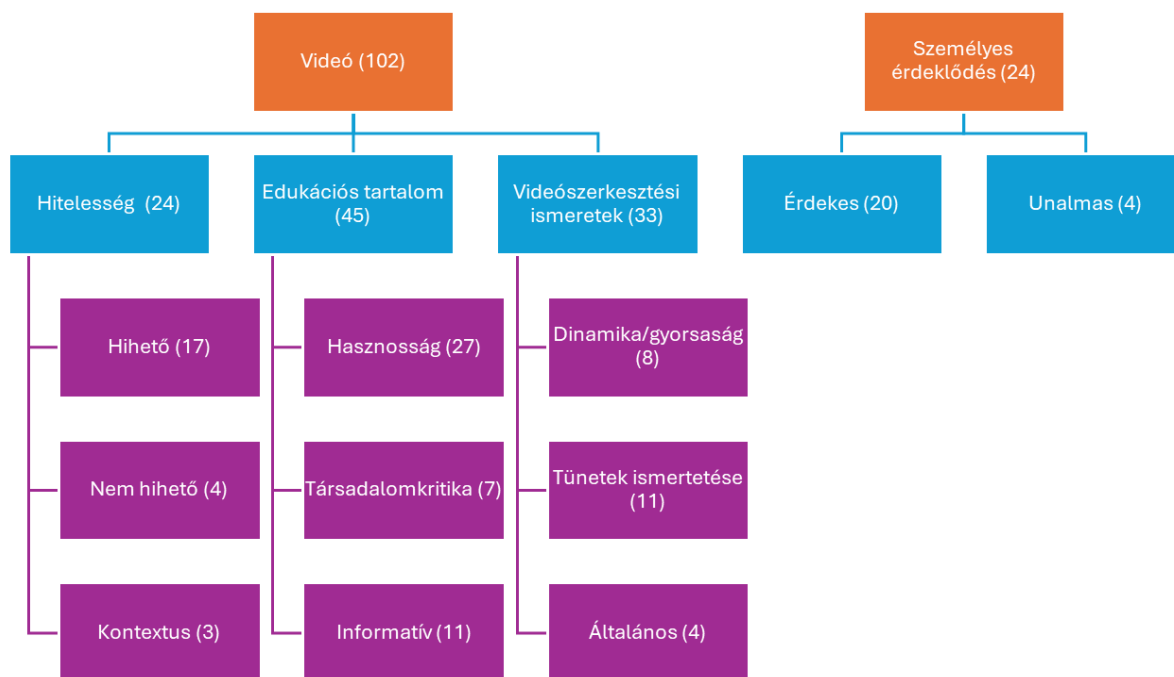 Videó (102)
Személyes
érdeklődés (24)
Hitelesség (24)
Edukációs tartalom
(45)
Videószerkesztési
ismeretek (33)
Érdekes (20)
Unalmas (4)
Hihető (17)
Hasznosság (27)
Dinamika/gyorsaság
(8)
Nem hihető (4)
Társadalomkritika (7)
Tünetek ismertetése
(11)
Kontextus (3)
Informatív (11)
Általános (4)